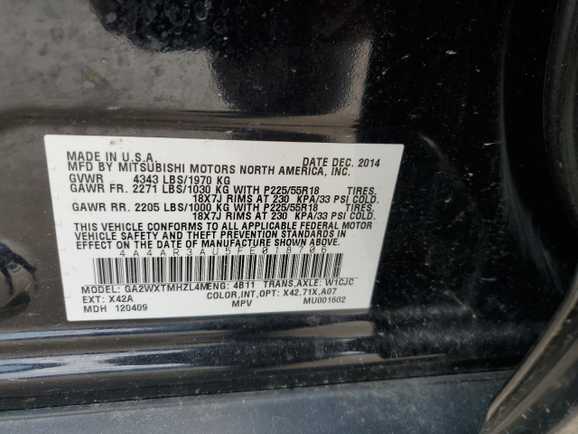 MADE IN U.S.A. DATE DEC. 2014
MFD BY MITSUBISHI MOTORS NORTH AMERICA, INC.
GVWR 4343 LBS/1970 KG
GAWR FR. 2271 LBS/1030 KG WITH P225/55R18 TIRES,
18X7J RIMS AT 230 KPA/33 PSI COLD.
GAWR RR. 2205 LBS/1000 KG WITH P225/55R18 TIRES,
18X7J RIMS AT 230 KPA/33 PSI COLD.
THIS VEHICLE CONFORMS TO ALL APPLICABLE FEDERAL MOTOR
VEHICLE SAFETY AND THEFT PREVENTION STANDARDS
IN EFFECT ON THE DATE OF MANUFACTURE SHOWN ABOVE.
4A4AR3AU5FE018706
MODEL: GA2WXTMHZL4M ENG: 4B11 TRANS,AXLE: W1CJC
EXT: X42A COLOR,INT,OPT: X42,71X,A07
MDH 120409 MPV MU001602